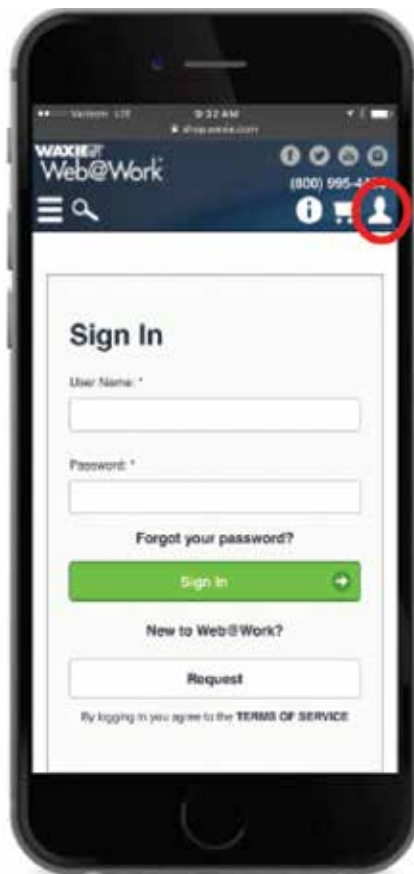 Verizon LTE 9:32 AM
shop.waxie.com
WAXIE
Web@Work
(800) 995-4
Sign In
User Name: *
Password: *
Forgot your password?
Sign In
New to Web@Work?
Request
By logging in you agree to the TERMS OF SERVICE